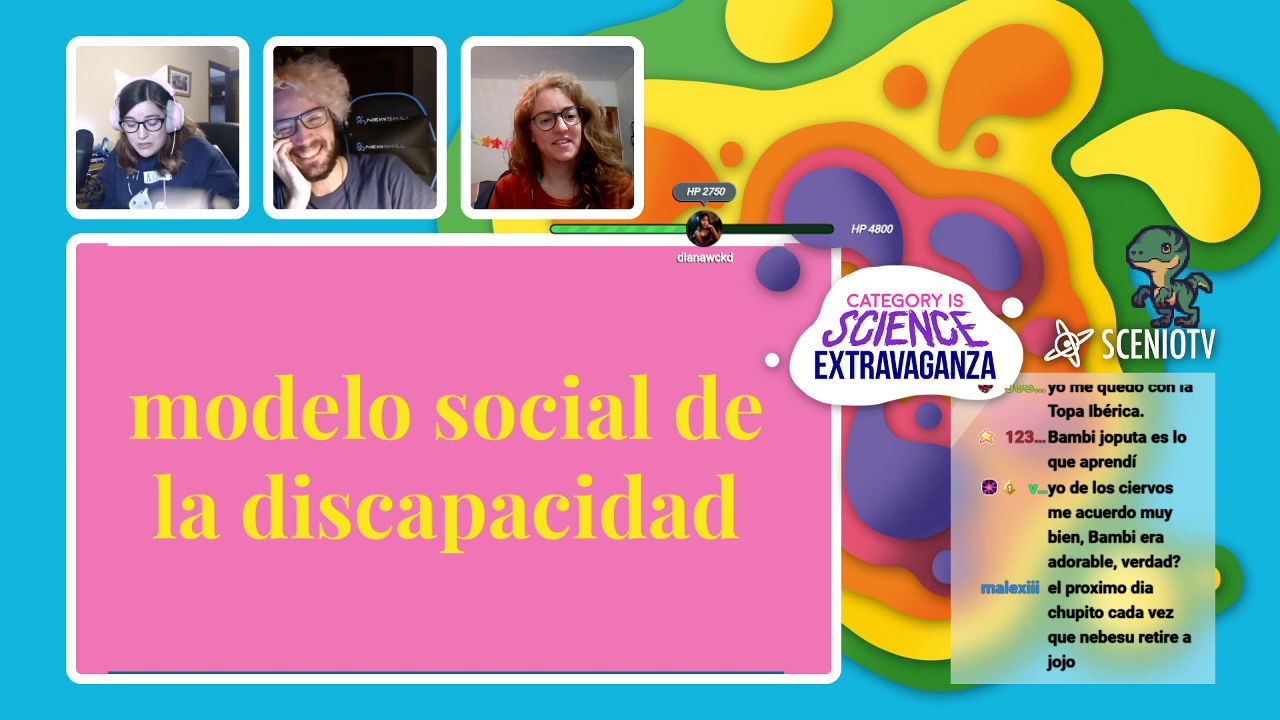 NEWSKILL
NEWSKILL
HP 2750
HP 4800
dianawckd
modelo social de
la discapacidad
CATEGORY IS
SCIENCE
EXTRAVAGANZA
SCENIOTV
yo me quedo con la
Topa Ibérica.
123... Bambi joputa es lo
que aprendí
v... yo de los ciervos
me acuerdo muy
bien, Bambi era
adorable, verdad?
malexiii el proximo dia
chupito cada vez
que nebesu retire a
jojo